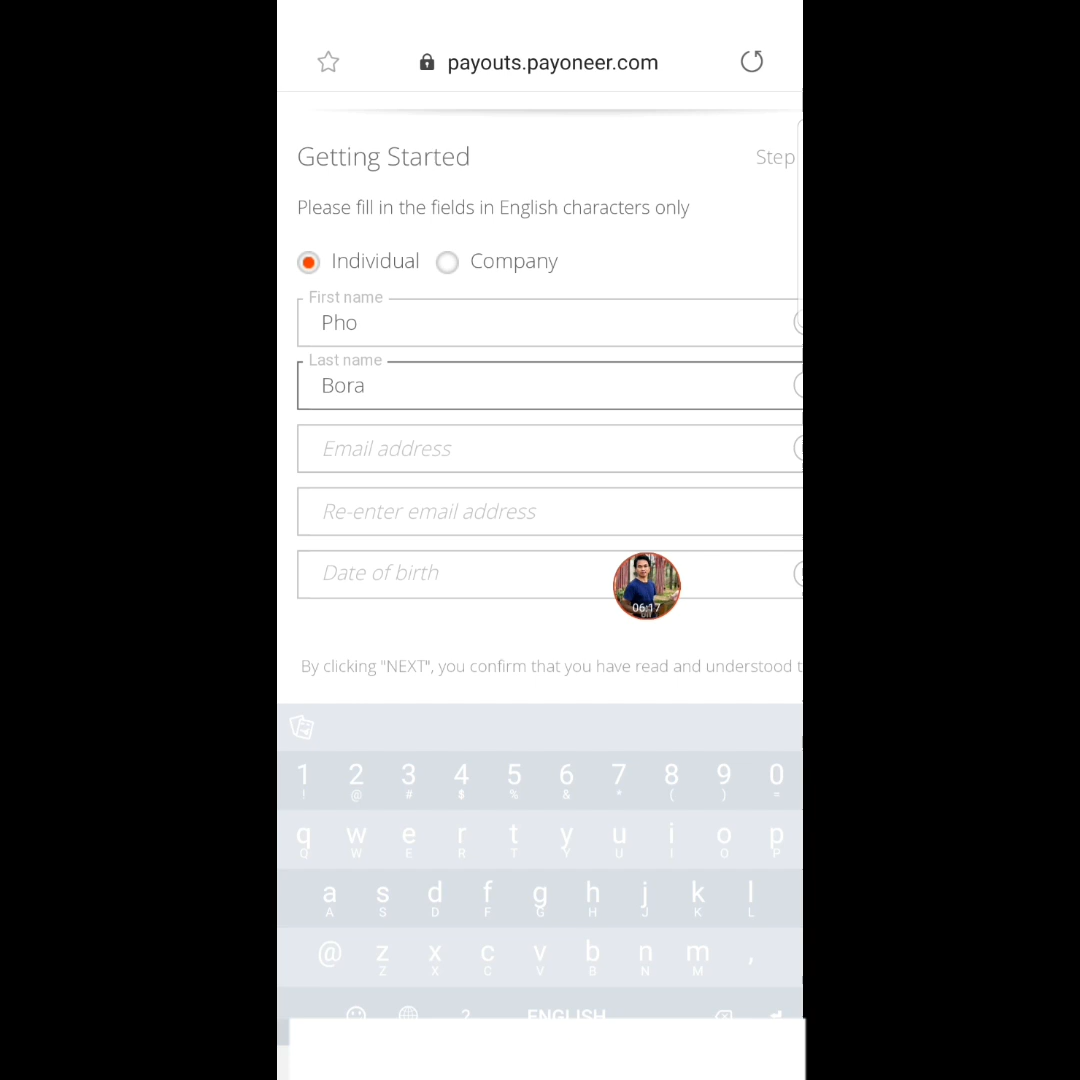 payouts.payoneer.com
Getting Started
Step
Please fill in the fields in English characters only
Individual Company
First name
Pho
Last name
Bora
Email address
Re-enter email address
Date of birth
06:17
By clicking "NEXT", you confirm that you have read and understood t
1 2 3 4 5 6 7 8 9 0
! @ # $ % & * ( ) =
q w e r t y u i o p
Q W E R T Y U I O P
a s d f g h j k l
A S D F G H J K L
@ z x c v b n m ,
Z X C V B N M
? ENGLISH